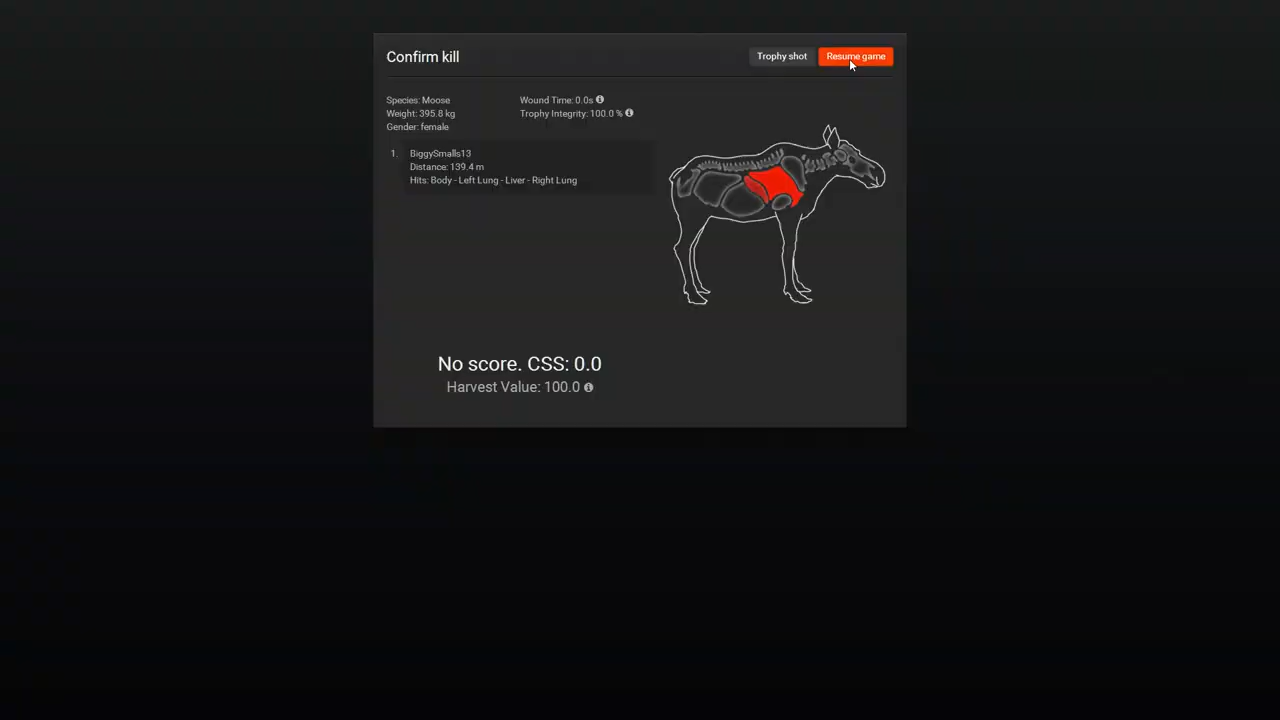 Confirm kill
Trophy shot
Resume game
Species: Moose
Weight: 395.8 kg
Gender: female
Wound Time: 0.0s
Trophy Integrity: 100.0 %
1.
BiggySmalls13
Distance: 139.4 m
Hits: Body - Left Lung - Liver - Right Lung
No score. CSS: 0.0
Harvest Value: 100.0